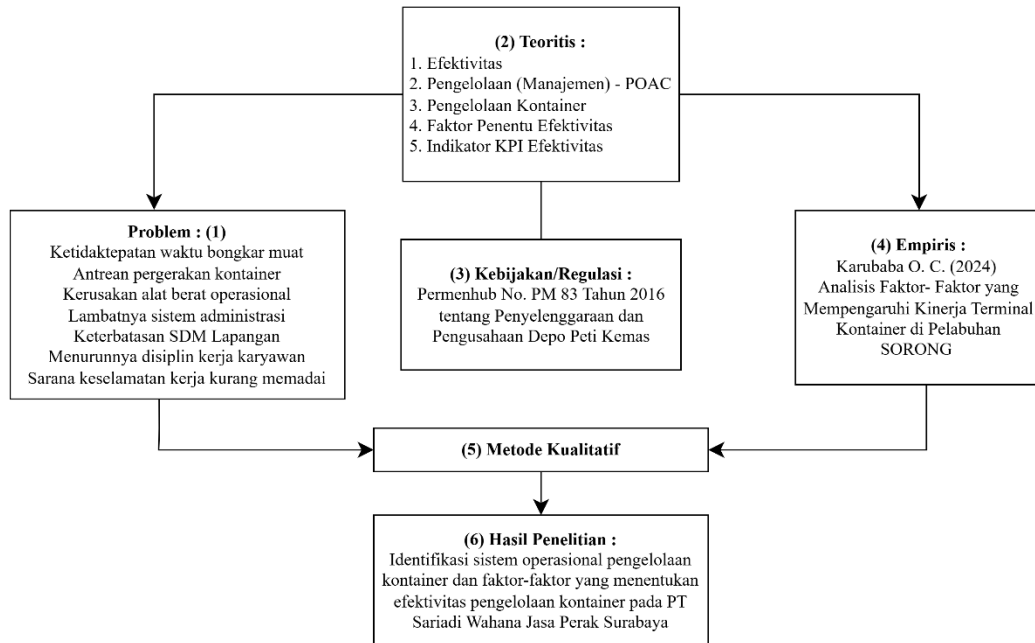 (2) Teoritis :
1. Efektivitas
2. Pengelolaan (Manajemen) - POAC
3. Pengelolaan Kontainer
4. Faktor Penentu Efektivitas
5. Indikator KPI Efektivitas
Problem : (1)
Ketidaktepatan waktu bongkar muat
Antrean pergerakan kontainer
Kerusakan alat berat operasional
Lambatnya sistem administrasi
Keterbatasan SDM Lapangan
Menurunnya disiplin kerja karyawan
Sarana keselamatan kerja kurang memadai
(3) Kebijakan/Regulasi :
Permenhub No. PM 83 Tahun 2016
tentang Penyelenggaraan dan
Pengusahaan Depo Peti Kemas
(4) Empiris :
Karubaba O. C. (2024)
Analisis Faktor- Faktor yang
Mempengaruhi Kinerja Terminal
Kontainer di Pelabuhan
SORONG
(5) Metode Kualitatif
(6) Hasil Penelitian :
Identifikasi sistem operasional pengelolaan
kontainer dan faktor-faktor yang menentukan
efektivitas pengelolaan kontainer pada PT
Sariadi Wahana Jasa Perak Surabaya